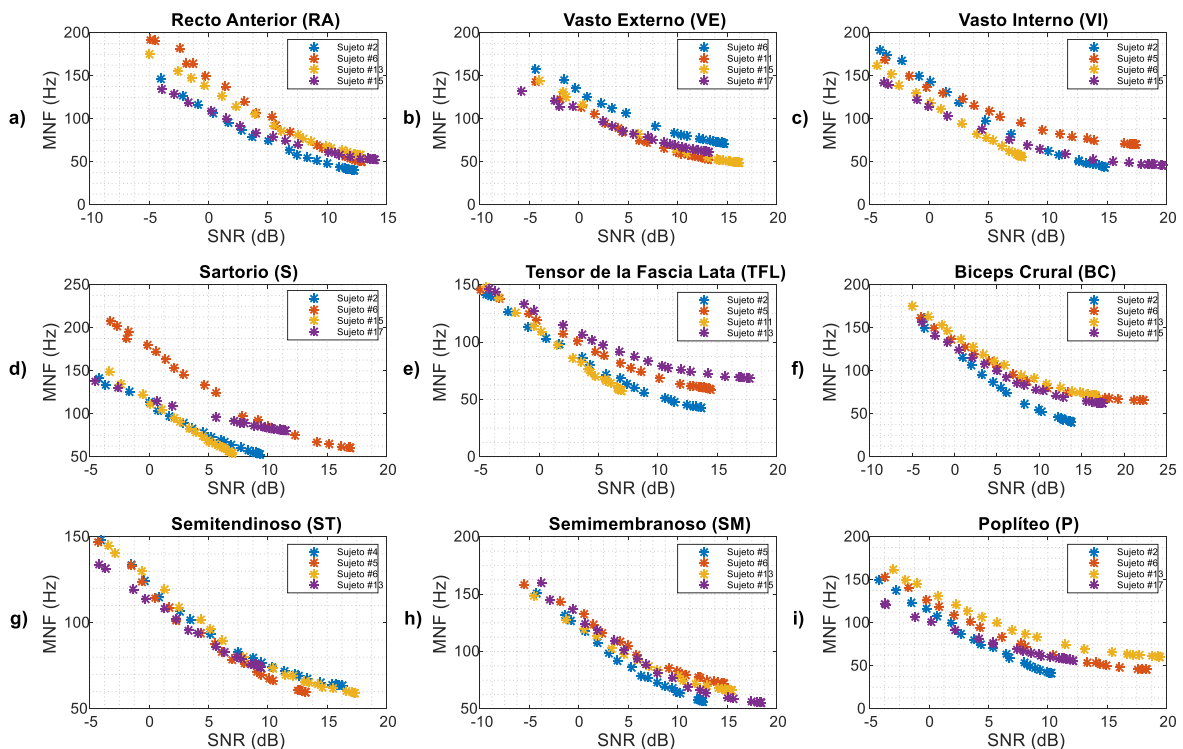 Recto Anterior (RA)
a)
MNF (Hz)
200
150
100
50
0
-10
-5
0
5
10
15
SNR (dB)
Sujeto #2
Sujeto #6
Sujeto #13
Sujeto #15
Vasto Externo (VE)
b)
MNF (Hz)
200
150
100
50
0
-10
-5
0
5
10
15
20
SNR (dB)
Sujeto #6
Sujeto #11
Sujeto #15
Sujeto #17
Vasto Interno (VI)
c)
MNF (Hz)
200
150
100
50
0
-5
0
5
10
15
20
SNR (dB)
Sujeto #2
Sujeto #5
Sujeto #6
Sujeto #15
Sartorio (S)
d)
MNF (Hz)
250
200
150
100
50
-5
0
5
10
15
20
SNR (dB)
Sujeto #2
Sujeto #6
Sujeto #15
Sujeto #17
Tensor de la Fascia Lata (TFL)
e)
MNF (Hz)
150
100
50
0
-5
0
5
10
15
20
SNR (dB)
Sujeto #2
Sujeto #5
Sujeto #11
Sujeto #13
Biceps Crural (BC)
f)
MNF (Hz)
200
150
100
50
0
-10
-5
0
5
10
15
20
25
SNR (dB)
Sujeto #2
Sujeto #6
Sujeto #13
Sujeto #15
Semitendinoso (ST)
g)
MNF (Hz)
150
100
50
-5
0
5
10
15
20
SNR (dB)
Sujeto #4
Sujeto #5
Sujeto #6
Sujeto #13
Semimembranoso (SM)
h)
MNF (Hz)
200
150
100
50
-10
-5
0
5
10
15
20
SNR (dB)
Sujeto #5
Sujeto #6
Sujeto #13
Sujeto #15
Poplíteo (P)
i)
MNF (Hz)
200
150
100
50
0
-5
0
5
10
15
20
SNR (dB)
Sujeto #2
Sujeto #6
Sujeto #13
Sujeto #17